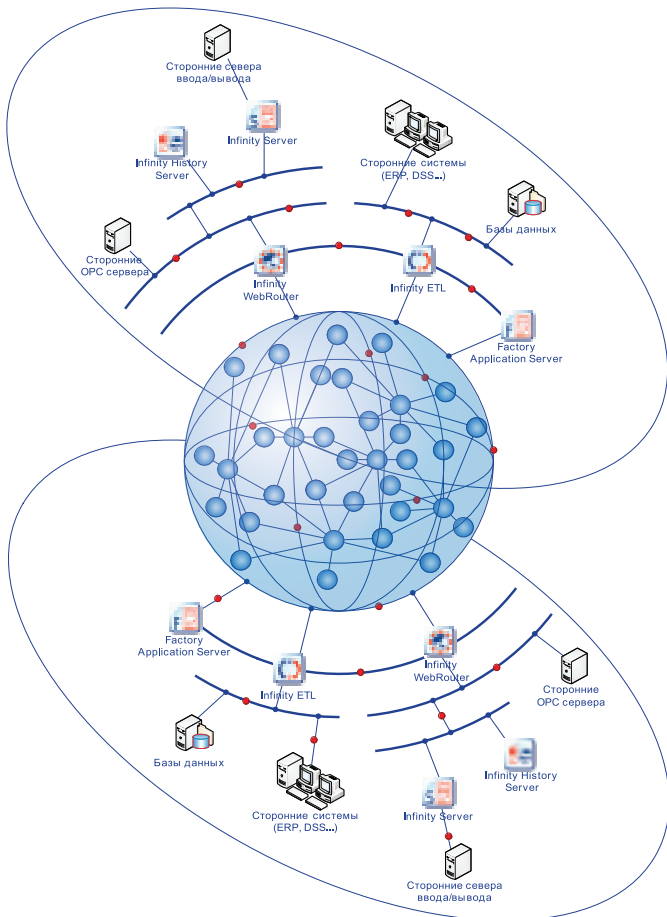 Сторонние севера
ввода/вывода
Infinity Server
Infinity History
Server
Сторонние системы
(ERP, DSS...)
Базы данных
Сторонние
OPC сервера
Infinity
WebRouter
Infinity ETL
Factory
Application Server
Factory
Application Server
Infinity
WebRouter
Infinity ETL
Сторонние
OPC сервера
Базы данных
Infinity History
Server
Сторонние системы
(ERP, DSS...)
Infinity Server
Сторонние севера
ввода/вывода